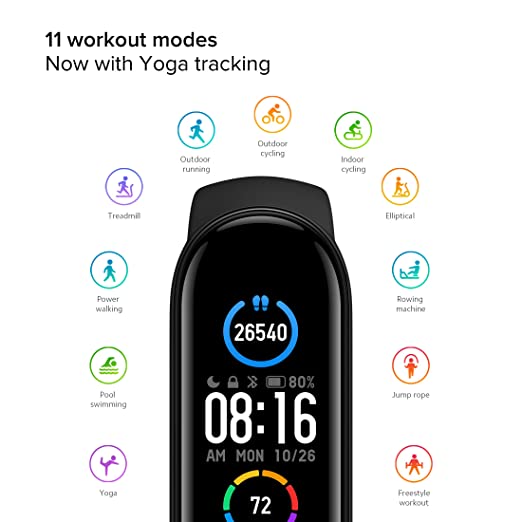 11 workout modes
Now with Yoga tracking
Outdoor
cycling
Outdoor
running
Indoor
cycling
Treadmill
Elliptical
Power
walking
Rowing
machine
26540
80%
08:16
AM MON 10/26
Pool
swimming
Jump rope
Yoga
72
Freestyle
workout